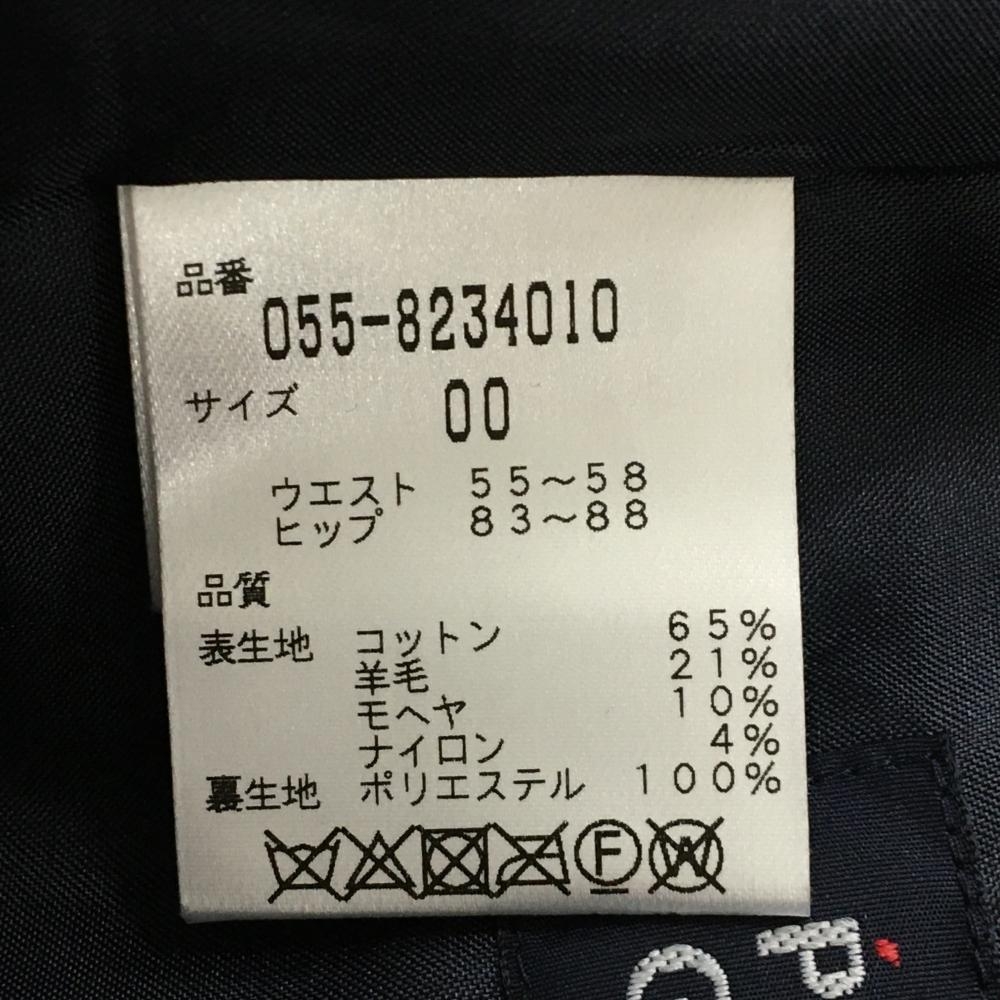 品番
055-8234010
サイズ 00
ウエスト 55～58
ヒップ 83～88
品質
表生地 コットン 65%
羊毛 21%
モヘヤ 10%
ナイロン 4%
裏生地 ポリエステル 100%
F W
P